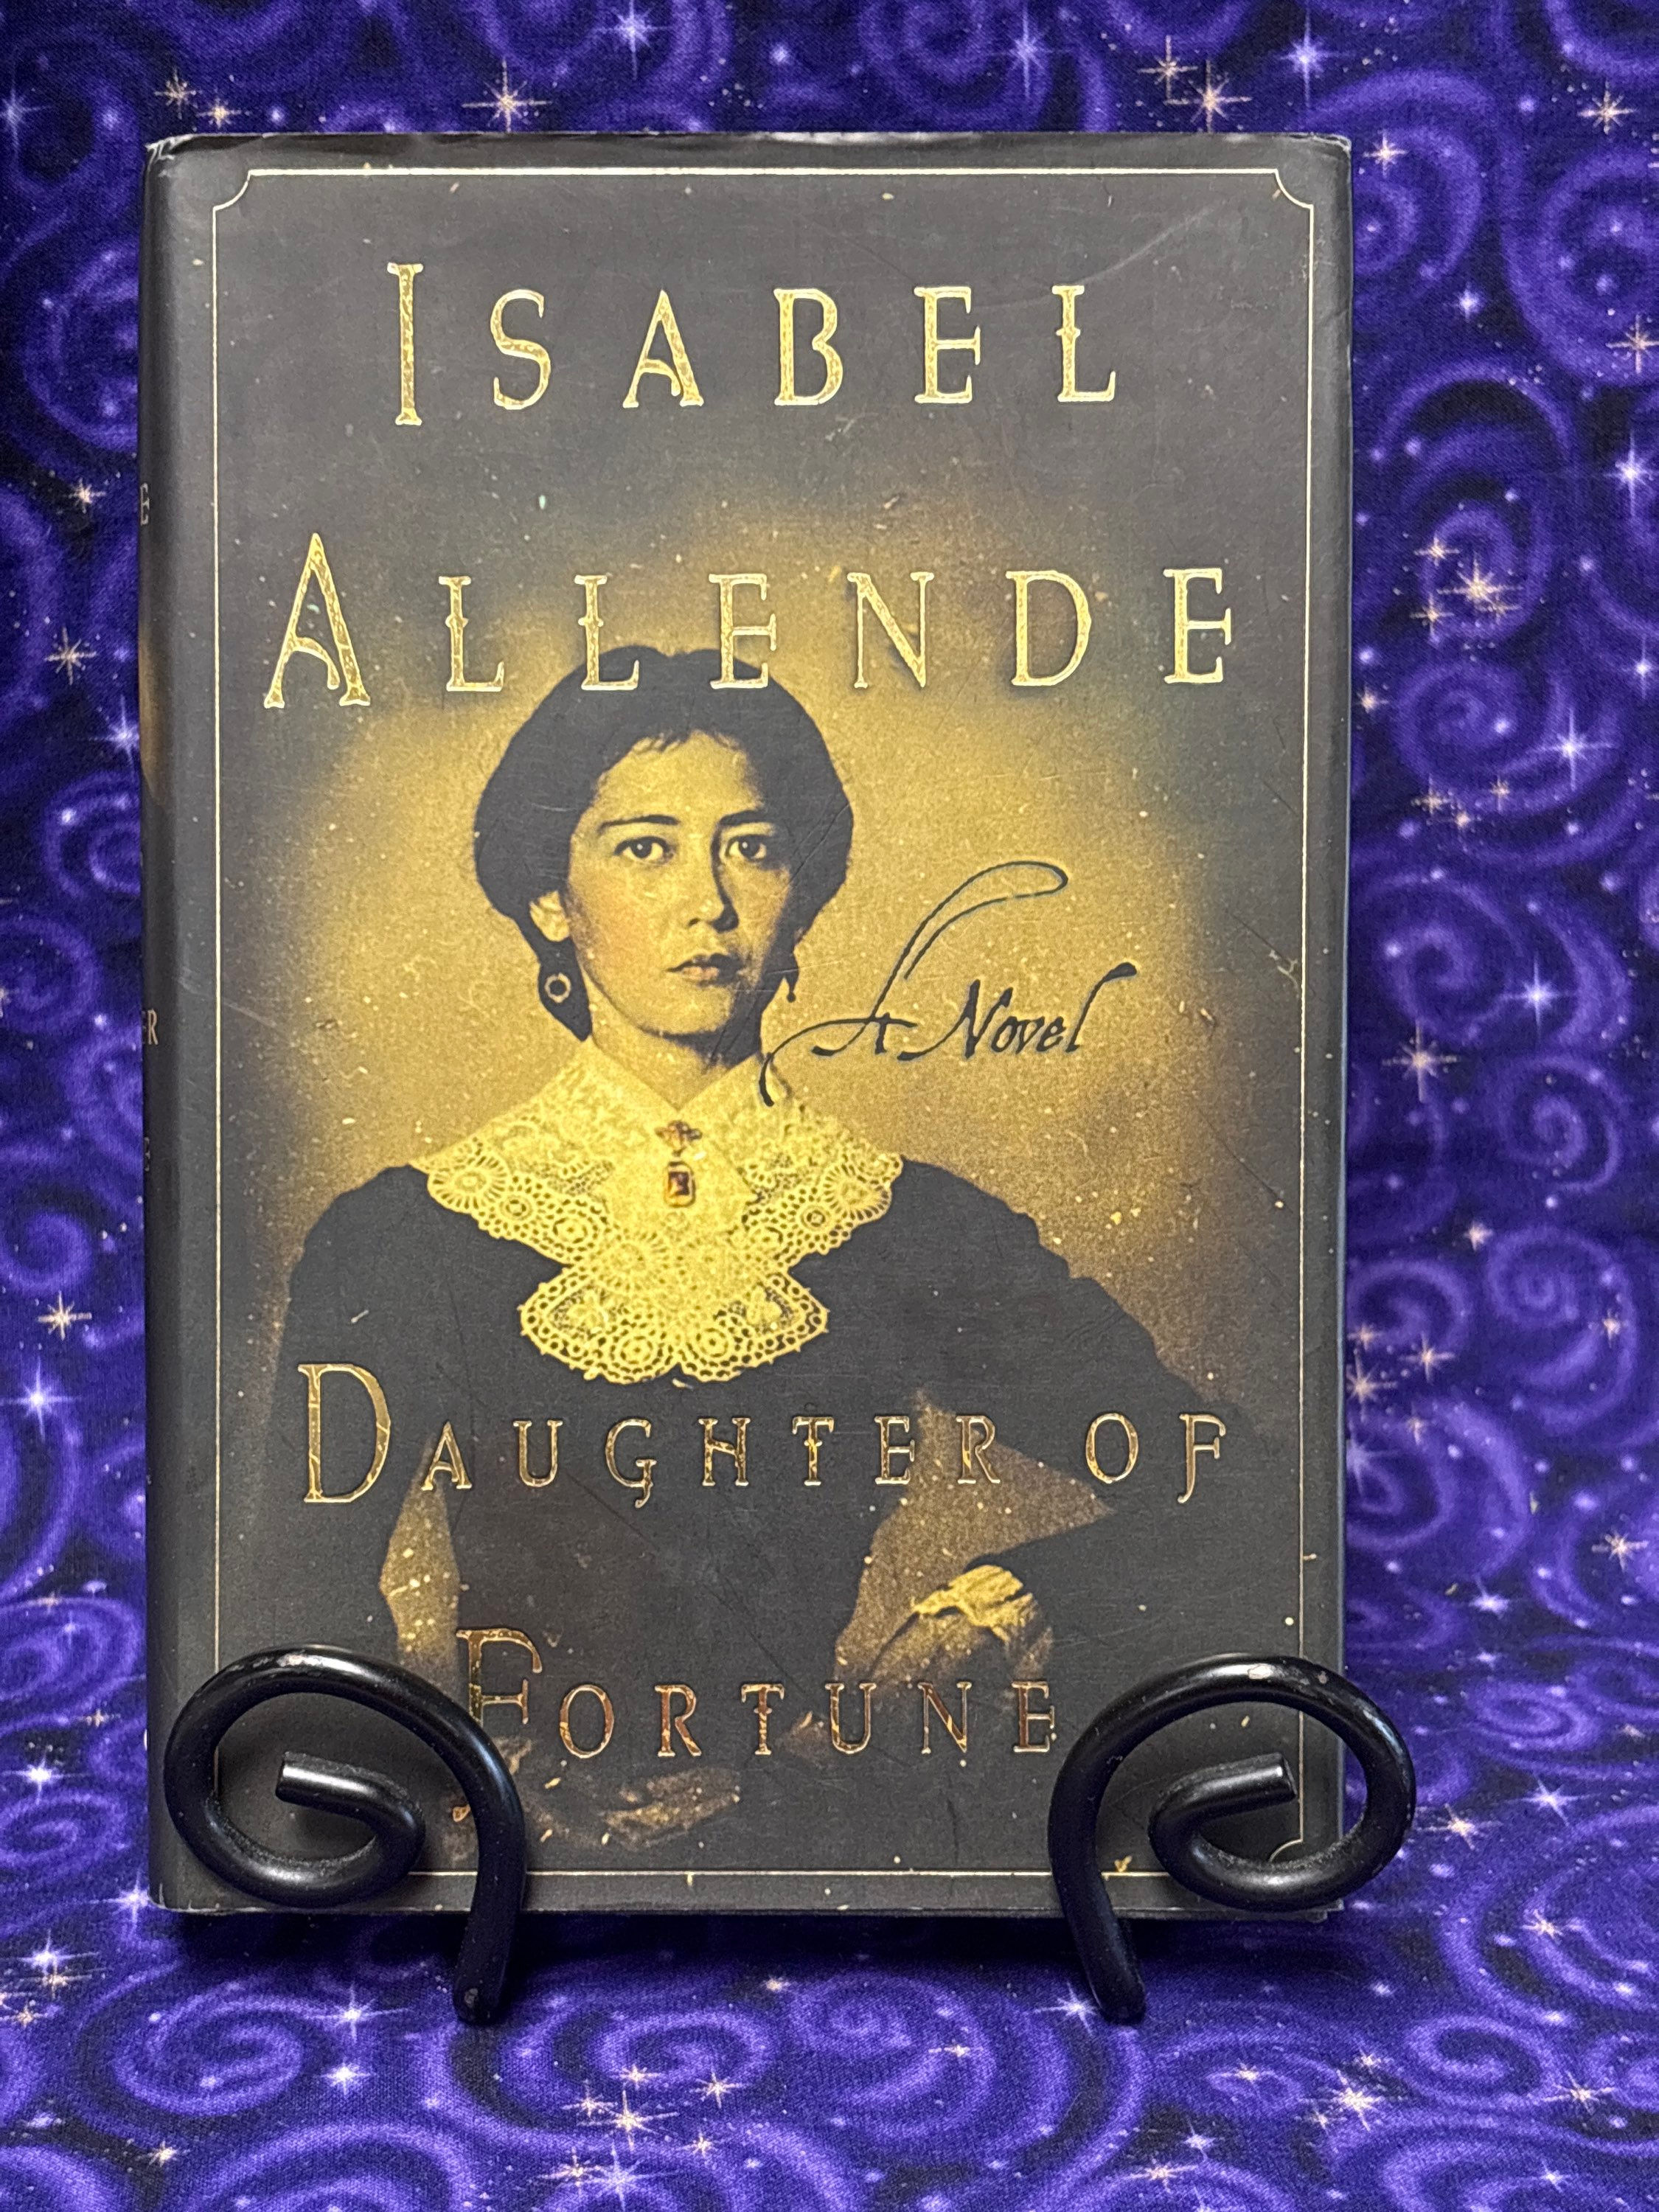 ISABEL
ALLENDE
A Novel
DAUGHTER OF
FORTUNE